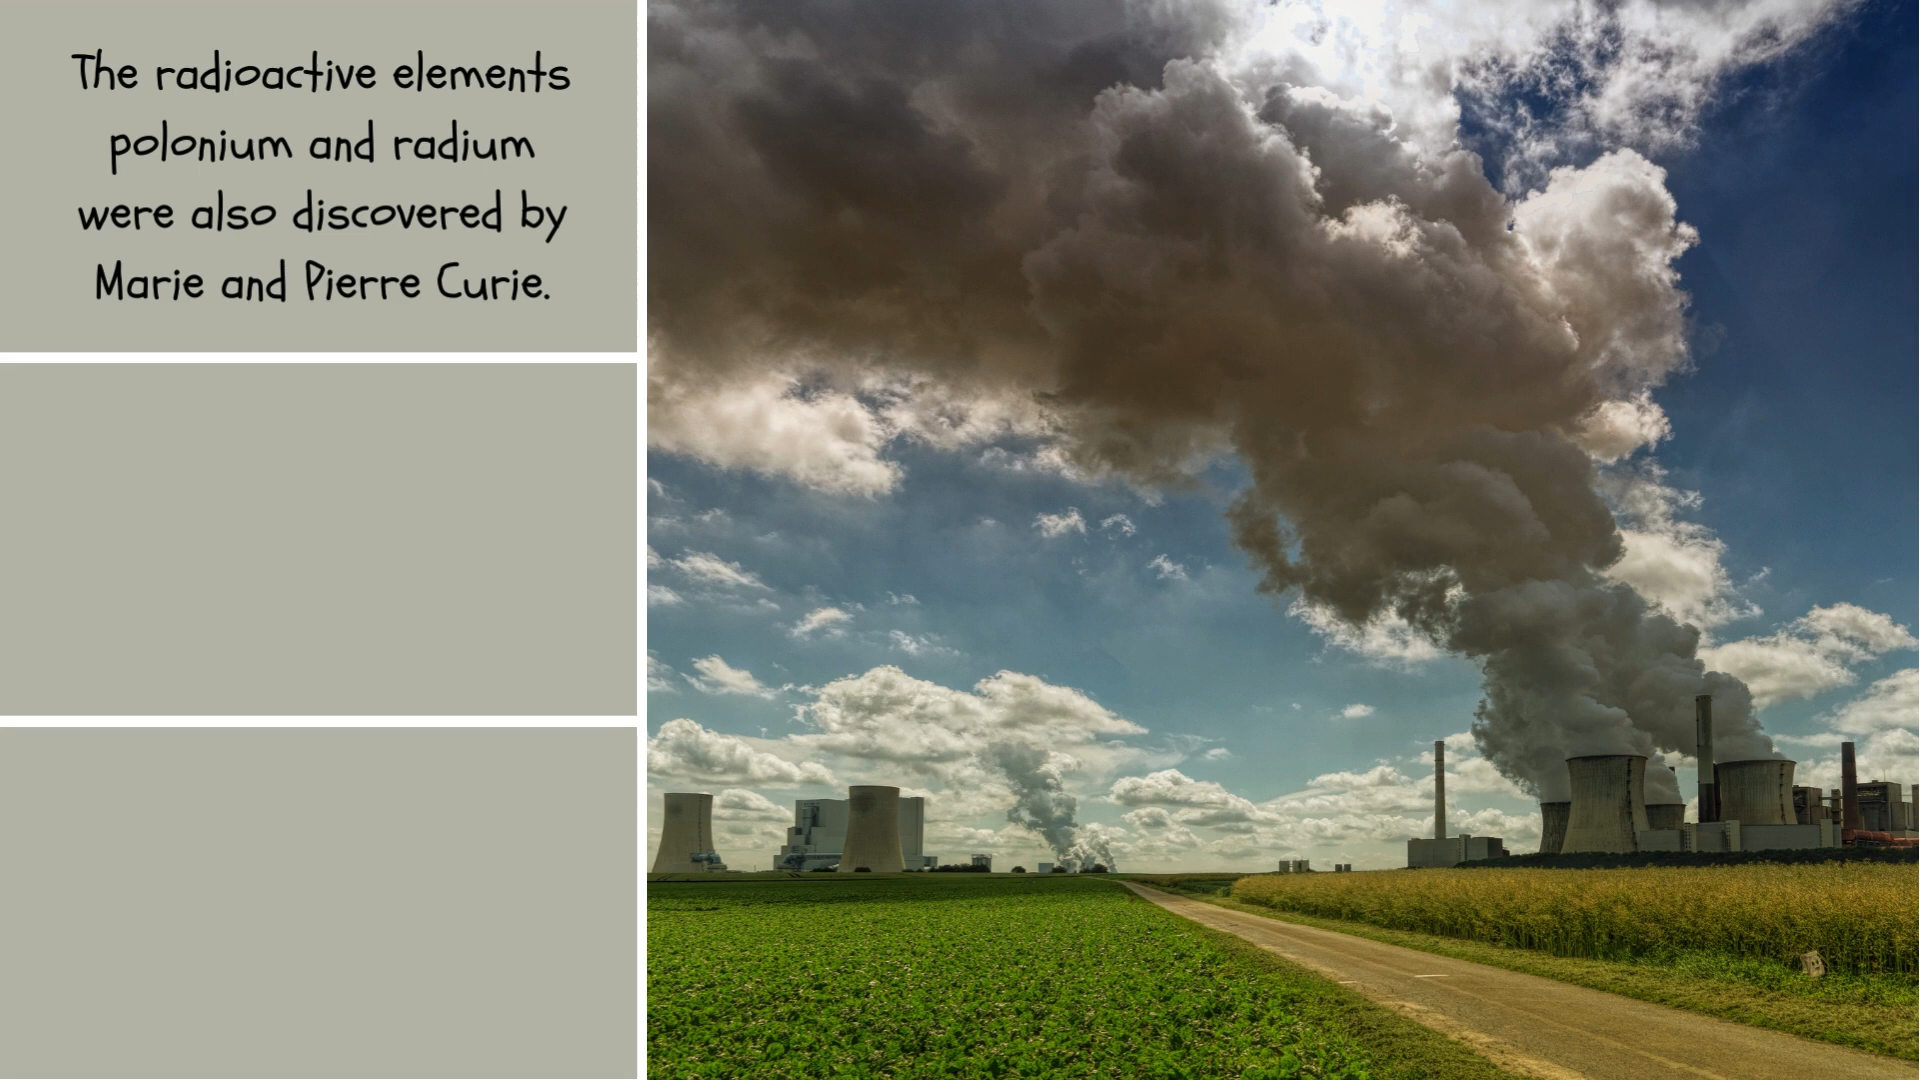 The radioactive elements
polonium and radium
were also discovered by
Marie and Pierre Curie.